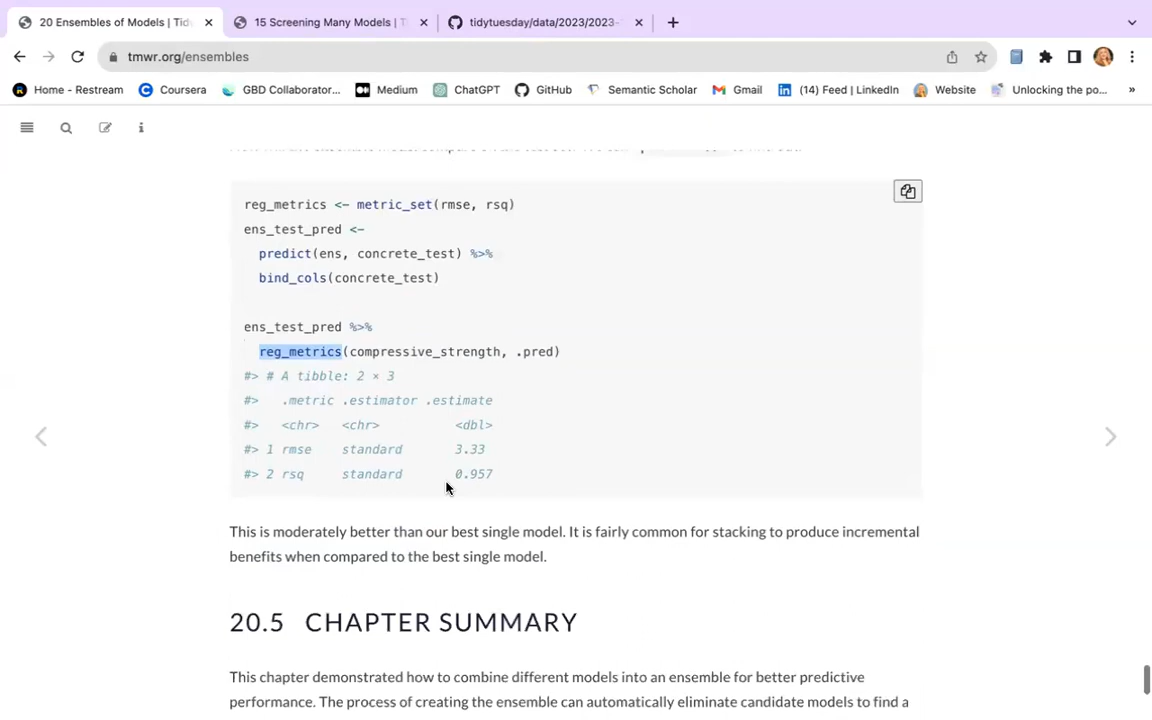 20 Ensembles of Models | Tid
15 Screening Many Models | T
tidytuesday/data/2023/2023-
tmwr.org/ensembles
Home - Restream
Coursera
GBD Collaborator...
Medium
ChatGPT
GitHub
Semantic Scholar
Gmail
(14) Feed | LinkedIn
Website
Unlocking the po...
»
reg_metrics <- metric_set(rmse, rsq)
ens_test_pred <-
predict(ens, concrete_test) %>%
bind_cols(concrete_test)
ens_test_pred %>%
reg_metrics(compressive_strength, .pred)
#> # A tibble: 2 × 3
#> .metric .estimator .estimate
#> <chr> <chr> <dbl>
#> 1 rmse standard 3.33
#> 2 rsq standard 0.957
This is moderately better than our best single model. It is fairly common for stacking to produce incremental
benefits when compared to the best single model.
20.5 CHAPTER SUMMARY
This chapter demonstrated how to combine different models into an ensemble for better predictive
performance. The process of creating the ensemble can automatically eliminate candidate models to find a